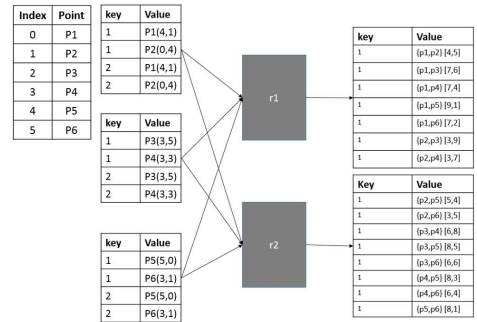 Index Point
0 P1
1 P2
2 P3
3 P4
4 P5
5 P6
key Value
1 P1(4,1)
1 P2(0,4)
2 P1(4,1)
2 P2(0,4)
key Value
1 P3(3,5)
1 P4(3,3)
2 P3(3,5)
2 P4(3,3)
key Value
1 P5(5,0)
1 P6(3,1)
2 P5(5,0)
2 P6(3,1)
r1
r2
key Value
1 {p1,p2} [4,5]
1 {p1,p3} [7,6]
1 {p1,p4} [7,4]
1 {p1,p5} [9,1]
1 {p1,p6} [7,2]
1 {p2,p3} [3,9]
1 {p2,p4} [3,7]
Key Value
1 {p2,p5} [5,4]
1 {p2,p6} [3,5]
1 {p3,p4} [6,8]
1 {p3,p5} [8,5]
1 {p3,p6} [6,6]
1 {p4,p5} [8,3]
1 {p4,p6} [6,4]
1 {p5,p6} [8,1]